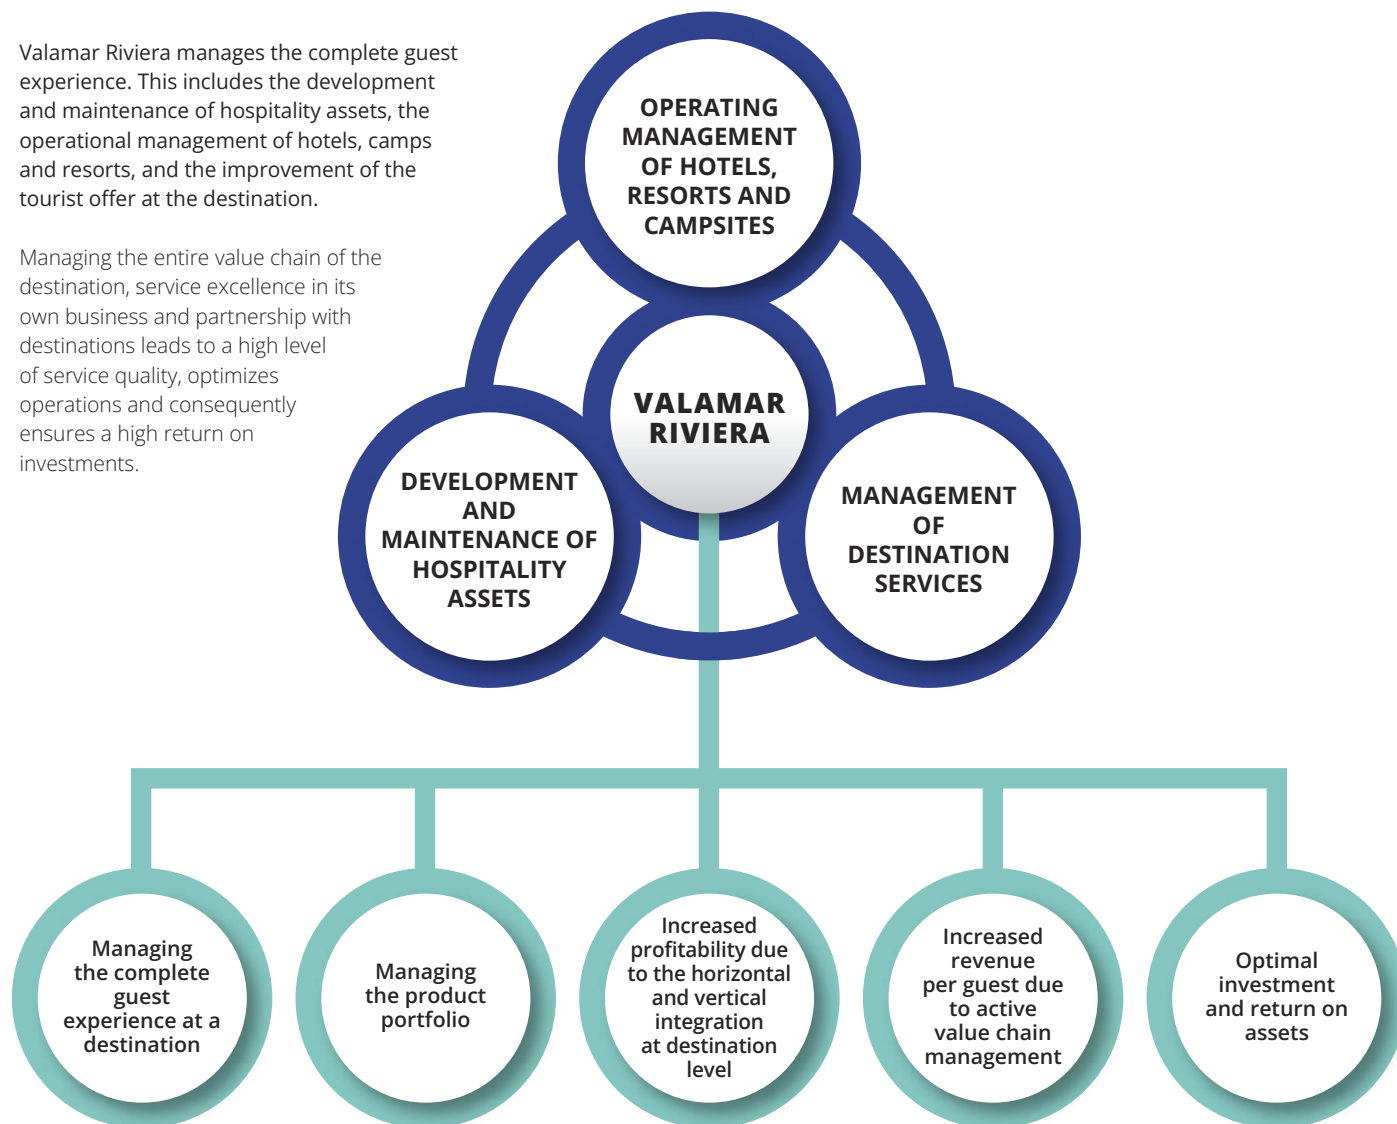 Valamar Riviera manages the complete guest
experience. This includes the development
and maintenance of hospitality assets, the
operational management of hotels, camps
and resorts, and the improvement of the
tourist offer at the destination.
Managing the entire value chain of the
destination, service excellence in its
own business and partnership with
destinations leads to a high level
of service quality, optimizes
operations and consequently
ensures a high return on
investments.
OPERATING
MANAGEMENT
OF HOTELS,
RESORTS AND
CAMPSITES
VALAMAR
RIVIERA
DEVELOPMENT
AND
MAINTENANCE OF
HOSPITALITY
ASSETS
MANAGEMENT
OF
DESTINATION
SERVICES
Managing
the complete
guest
experience at a
destination
Managing
the product
portfolio
Increased
profitability due
to the horizontal
and vertical
integration
at destination
level
Increased
revenue
per guest due
to active
value chain
management
Optimal
investment
and return on
assets